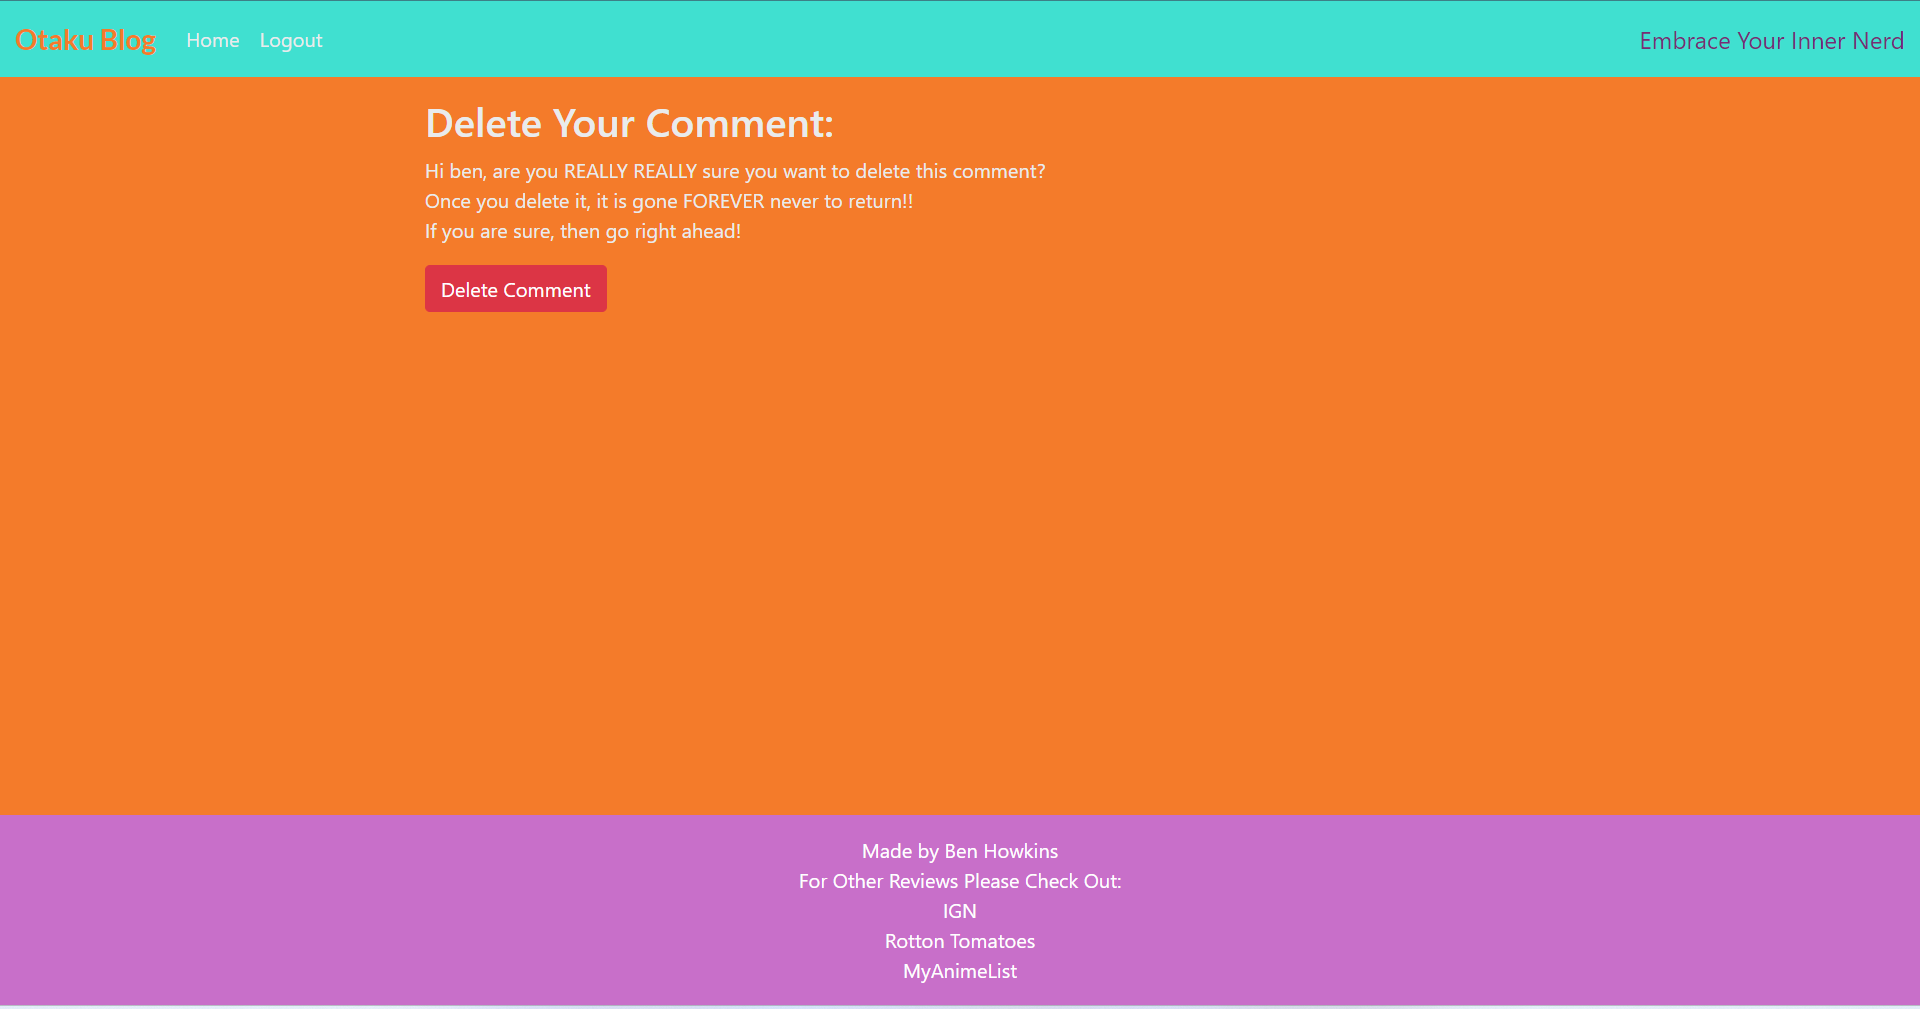 Otaku Blog Home Logout Embrace Your Inner Nerd
Delete Your Comment:
Hi ben, are you REALLY REALLY sure you want to delete this comment?
Once you delete it, it is gone FOREVER never to return!!
If you are sure, then go right ahead!
Delete Comment
Made by Ben Howkins
For Other Reviews Please Check Out:
IGN
Rotton Tomatoes
MyAnimeList